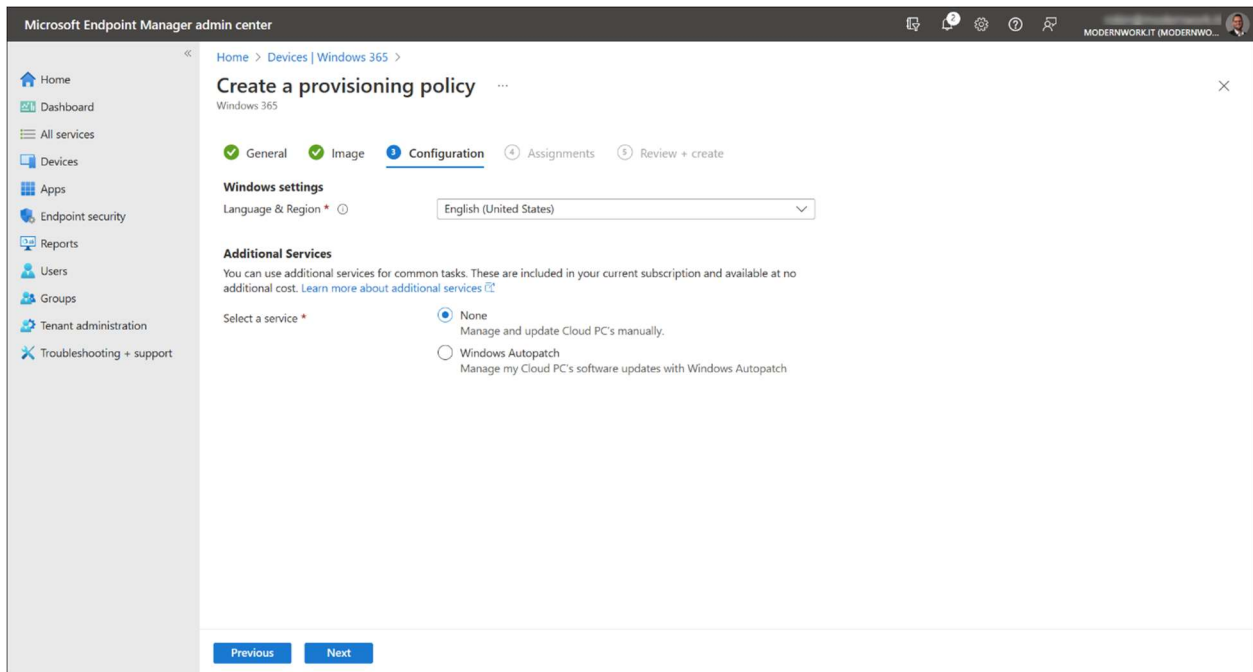 Microsoft Endpoint Manager admin center
2
MODERNWORK.IT (MODERNWO...
«
Home
Dashboard
All services
Devices
Apps
Endpoint security
Reports
Users
Groups
Tenant administration
Troubleshooting + support
Home > Devices | Windows 365 >
Create a provisioning policy ...
Windows 365
General Image 3 Configuration 4 Assignments 5 Review + create
Windows settings
Language & Region * English (United States)
Additional Services
You can use additional services for common tasks. These are included in your current subscription and available at no
additional cost. Learn more about additional services
Select a service * None
Manage and update Cloud PC's manually.
Windows Autopatch
Manage my Cloud PC's software updates with Windows Autopatch
Previous Next